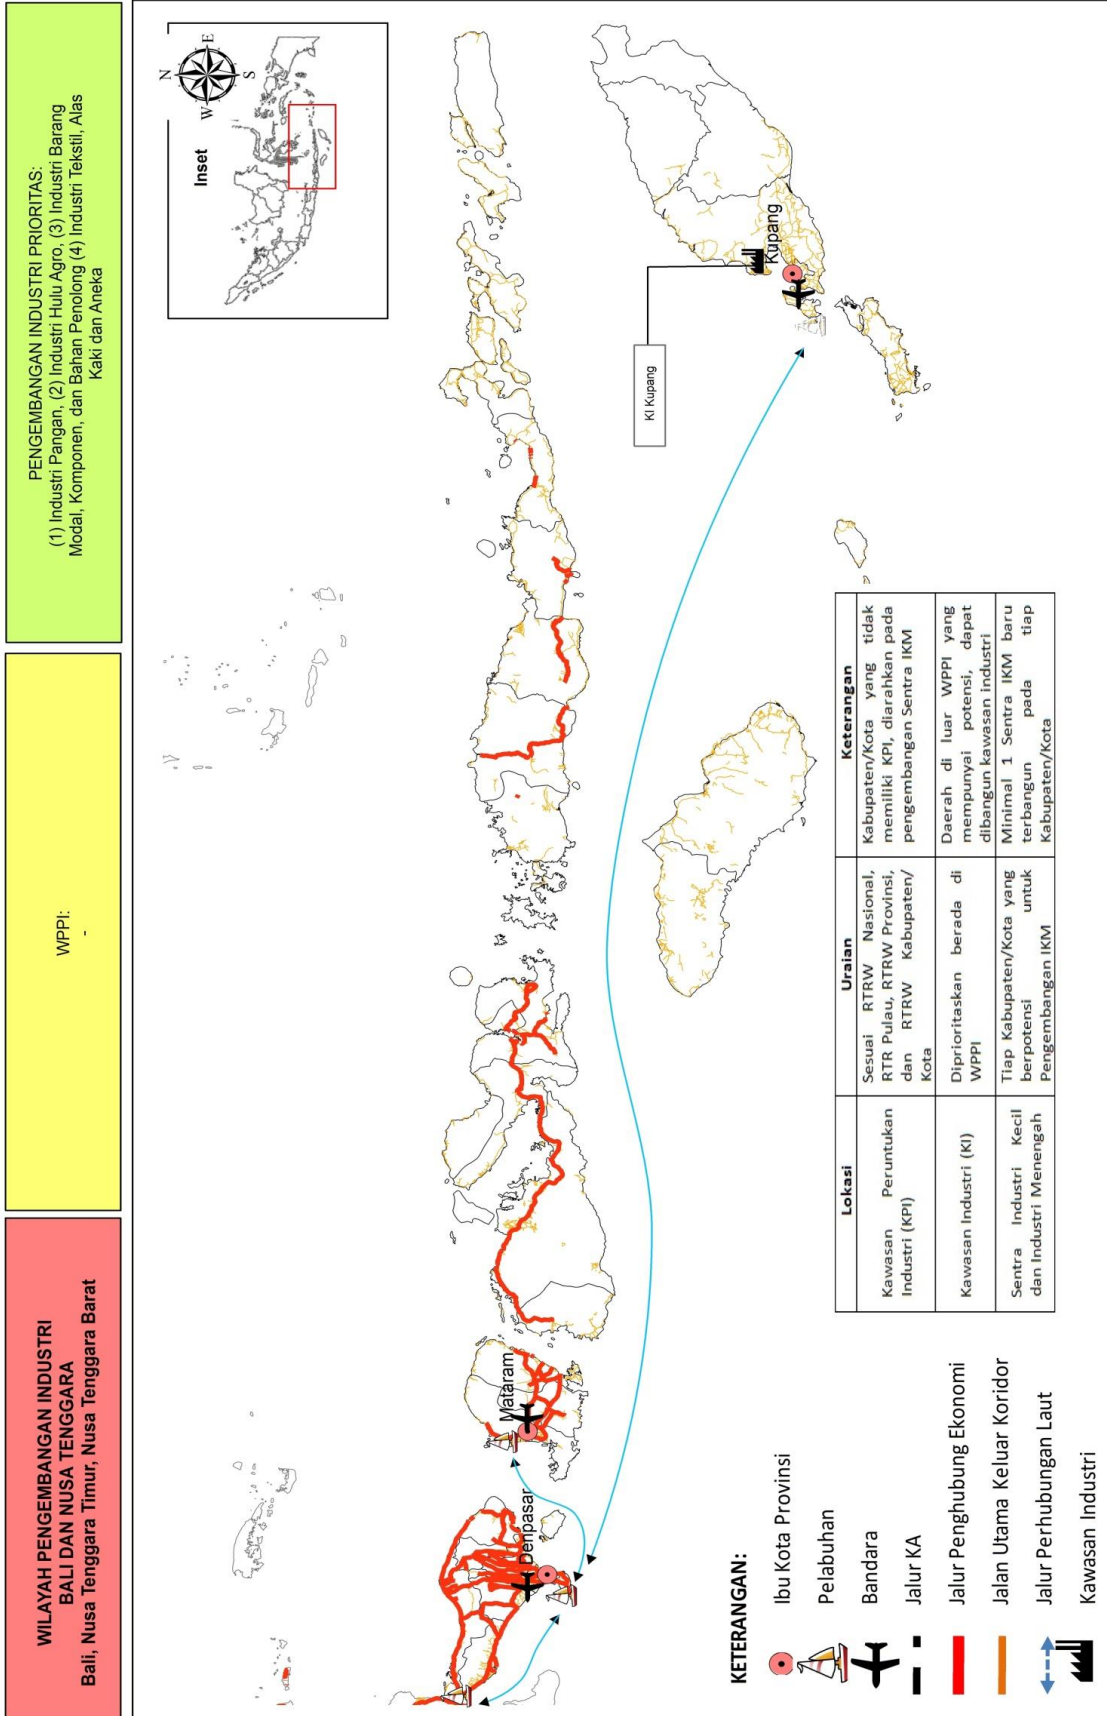 WILAYAH PENGEMBANGAN INDUSTRI
BALI DAN NUSA TENGGARA
Bali, Nusa Tenggara Timur, Nusa Tenggara Barat
WPPI:
-
PENGEMBANGAN INDUSTRI PRIORITAS:
(1) Industri Pangan, (2) Industri Hulu Agro, (3) Industri Barang
Modal, Komponen, dan Bahan Penolong (4) Industri Tekstil, Alas
Kaki dan Aneka
Inset
N
W
E
S
Denpasar
Mataram
KI Kupang
Kupang
KETERANGAN:
Ibu Kota Provinsi
Pelabuhan
Bandara
Jalur KA
Jalur Penghubung Ekonomi
Jalan Utama Keluar Koridor
Jalur Perhubungan Laut
Kawasan Industri
Lokasi
Uraian
Keterangan
Kawasan Peruntukan
Industri (KPI)
Sesuai RTRW Nasional,
RTR Pulau, RTRW Provinsi,
dan RTRW Kabupaten/
Kota
Kabupaten/Kota yang tidak
memiliki KPI, diarahkan pada
pengembangan Sentra IKM
Kawasan Industri (KI)
Diprioritaskan berada di
WPPI
Daerah di luar WPPI yang
mempunyai potensi, dapat
dibangun kawasan industri
Sentra Industri Kecil
dan Industri Menengah
Tiap Kabupaten/Kota yang
berpotensi untuk
Pengembangan IKM
Minimal 1 Sentra IKM baru
terbangun pada tiap
Kabupaten/Kota